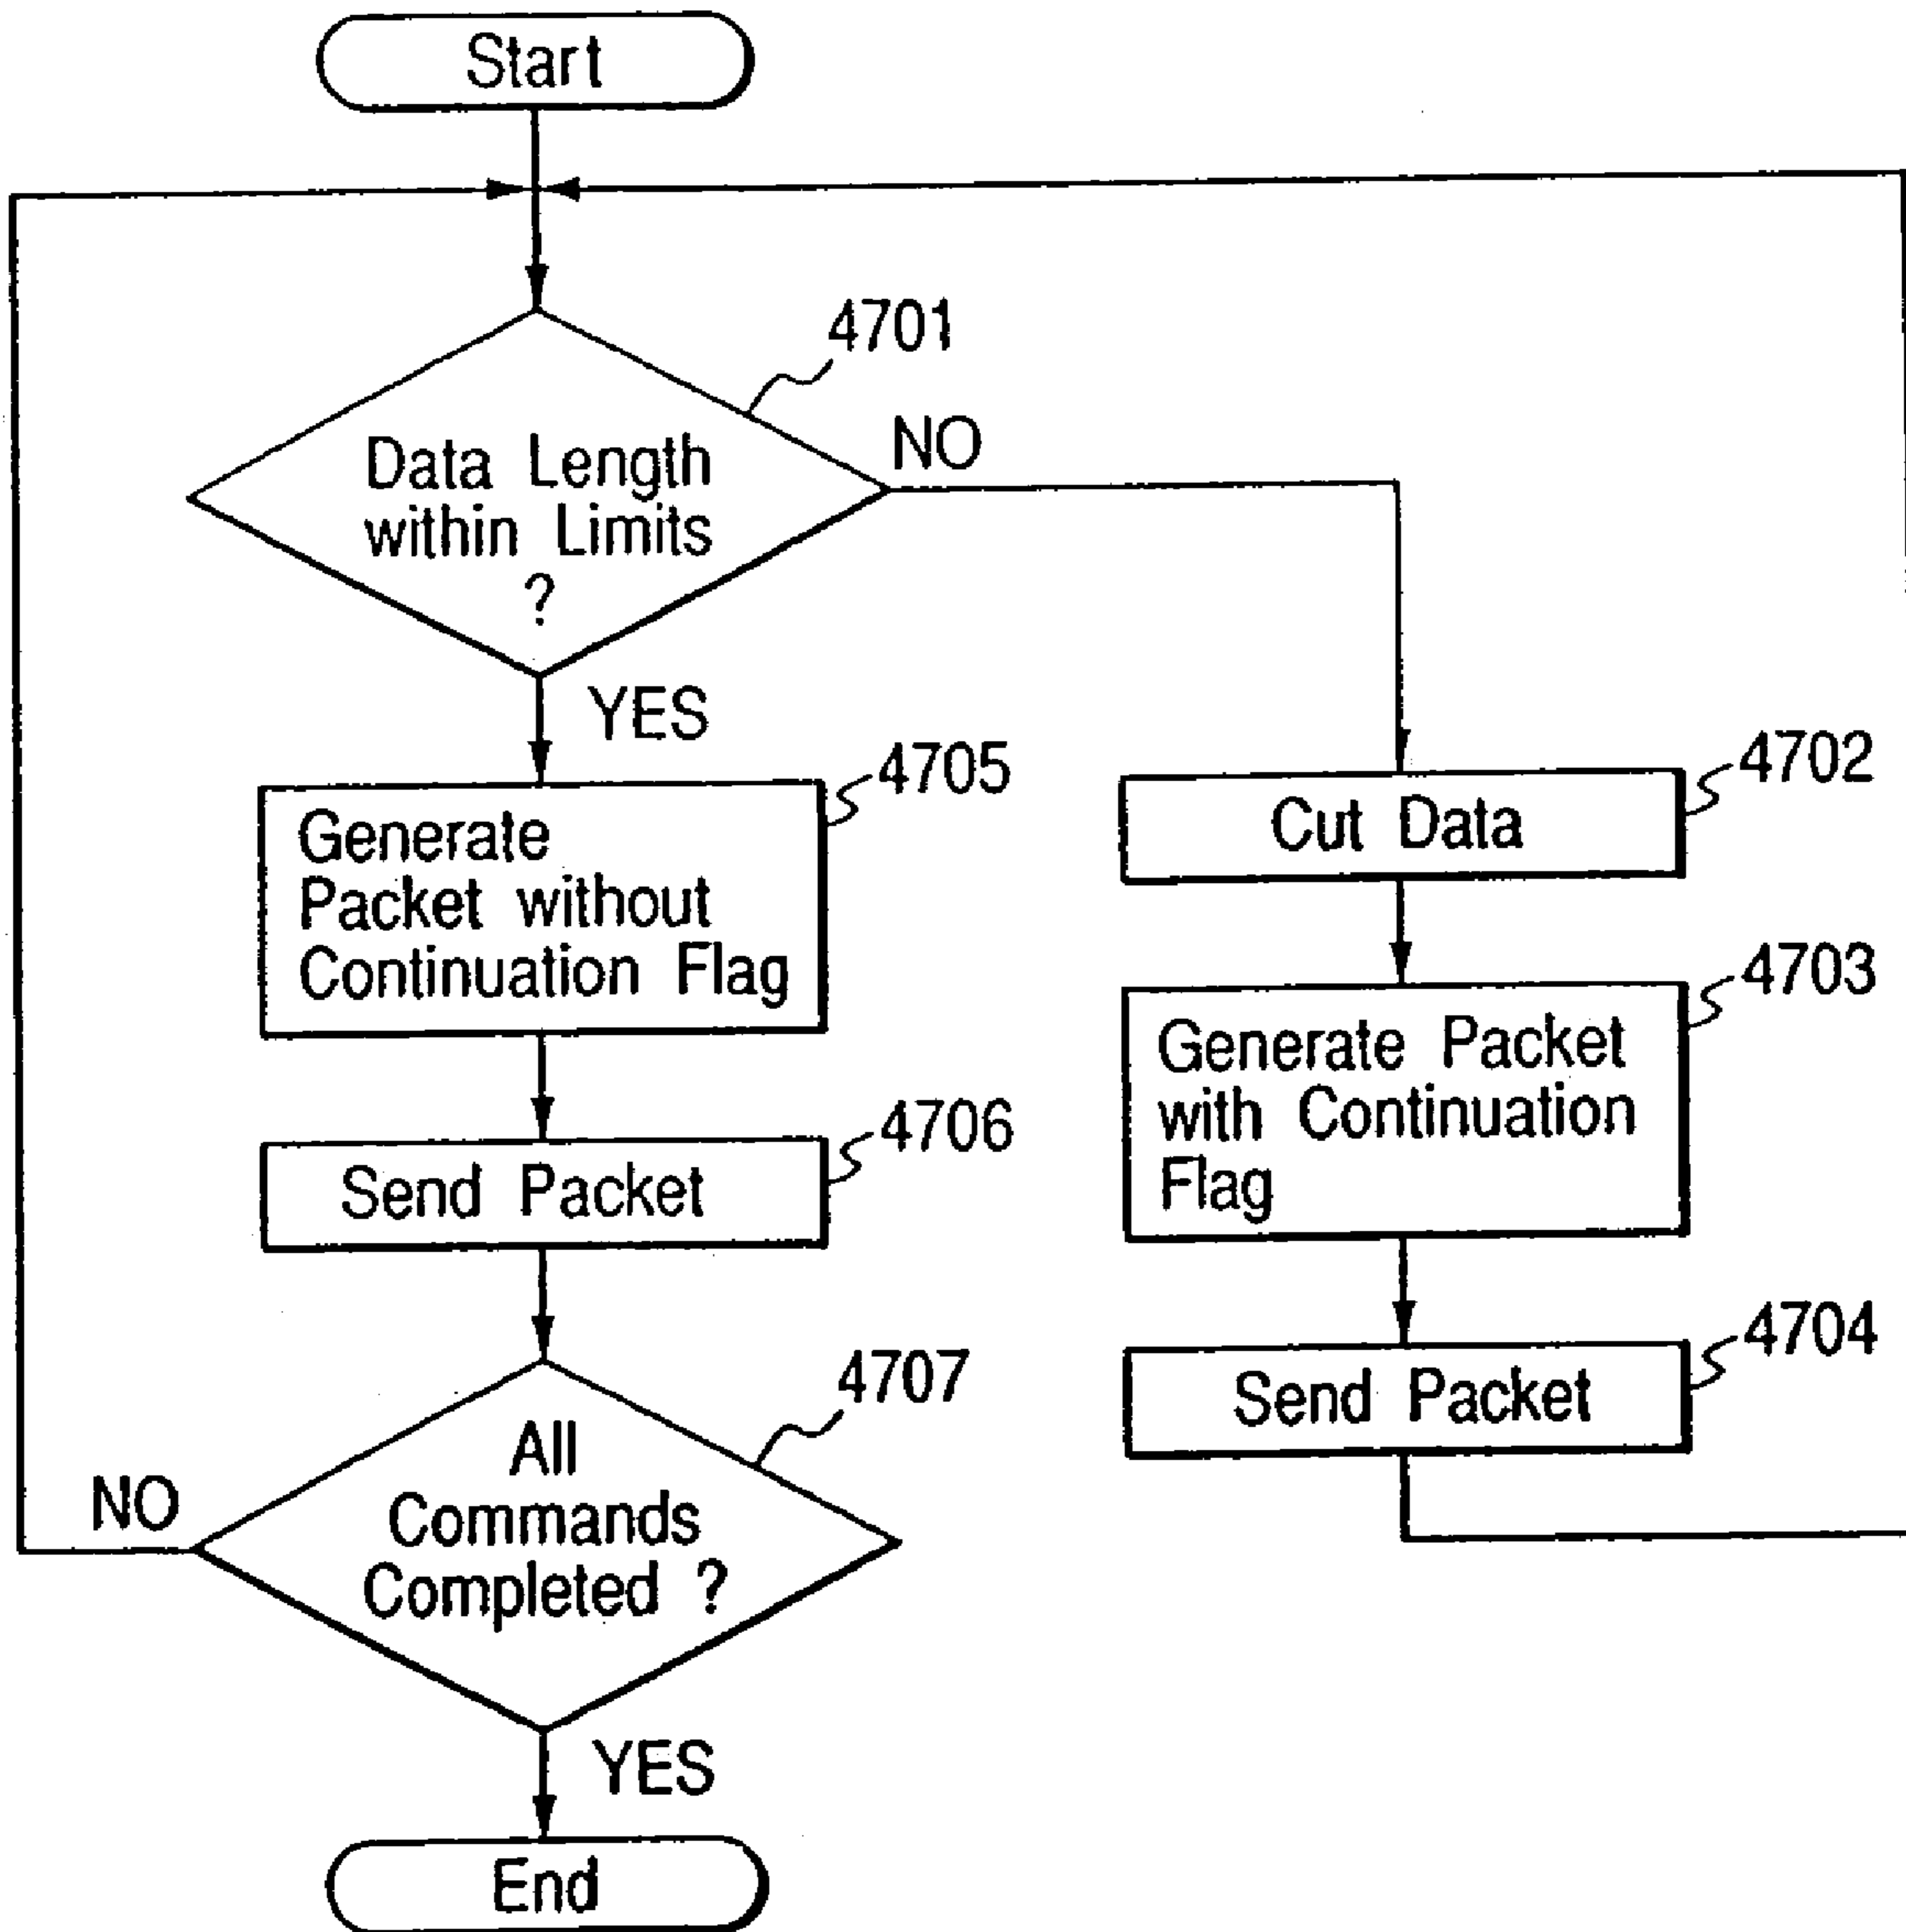 Start
4701
Data Length
within Limits
?
NO
YES
4705
Generate
Packet without
Continuation Flag
4702
Cut Data
4703
Generate Packet
with Continuation
Flag
4706
Send Packet
4704
Send Packet
4707
All
Commands
Completed ?
NO
YES
End